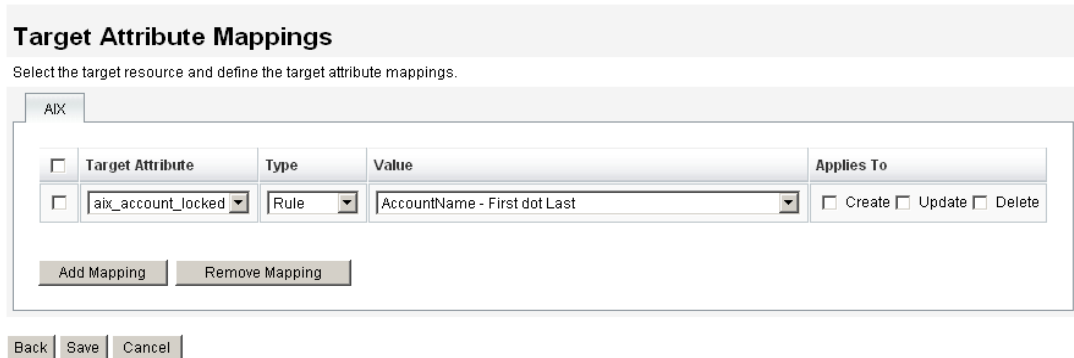 Target Attribute Mappings
Select the target resource and define the target attribute mappings.
AIX
Target Attribute Type Value Applies To
aix_account_locked Rule AccountName - First dot Last Create Update Delete
Add Mapping Remove Mapping
Back Save Cancel